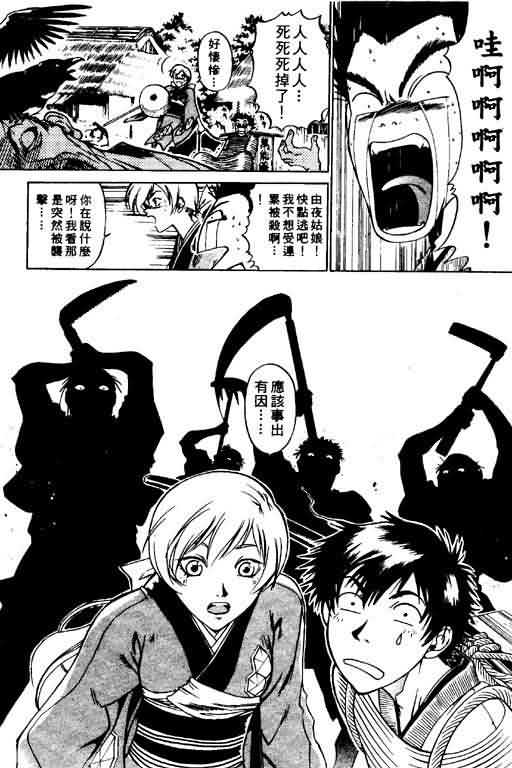 哇啊啊啊啊啊！
人人人人…
死死死掉了！
好悽慘…
由夜姑娘！
快點逃吧！
我不想受連
累被殺啊…
你在說什麼
呀！我看那
是突然被襲
擊……
應該事出
有因……